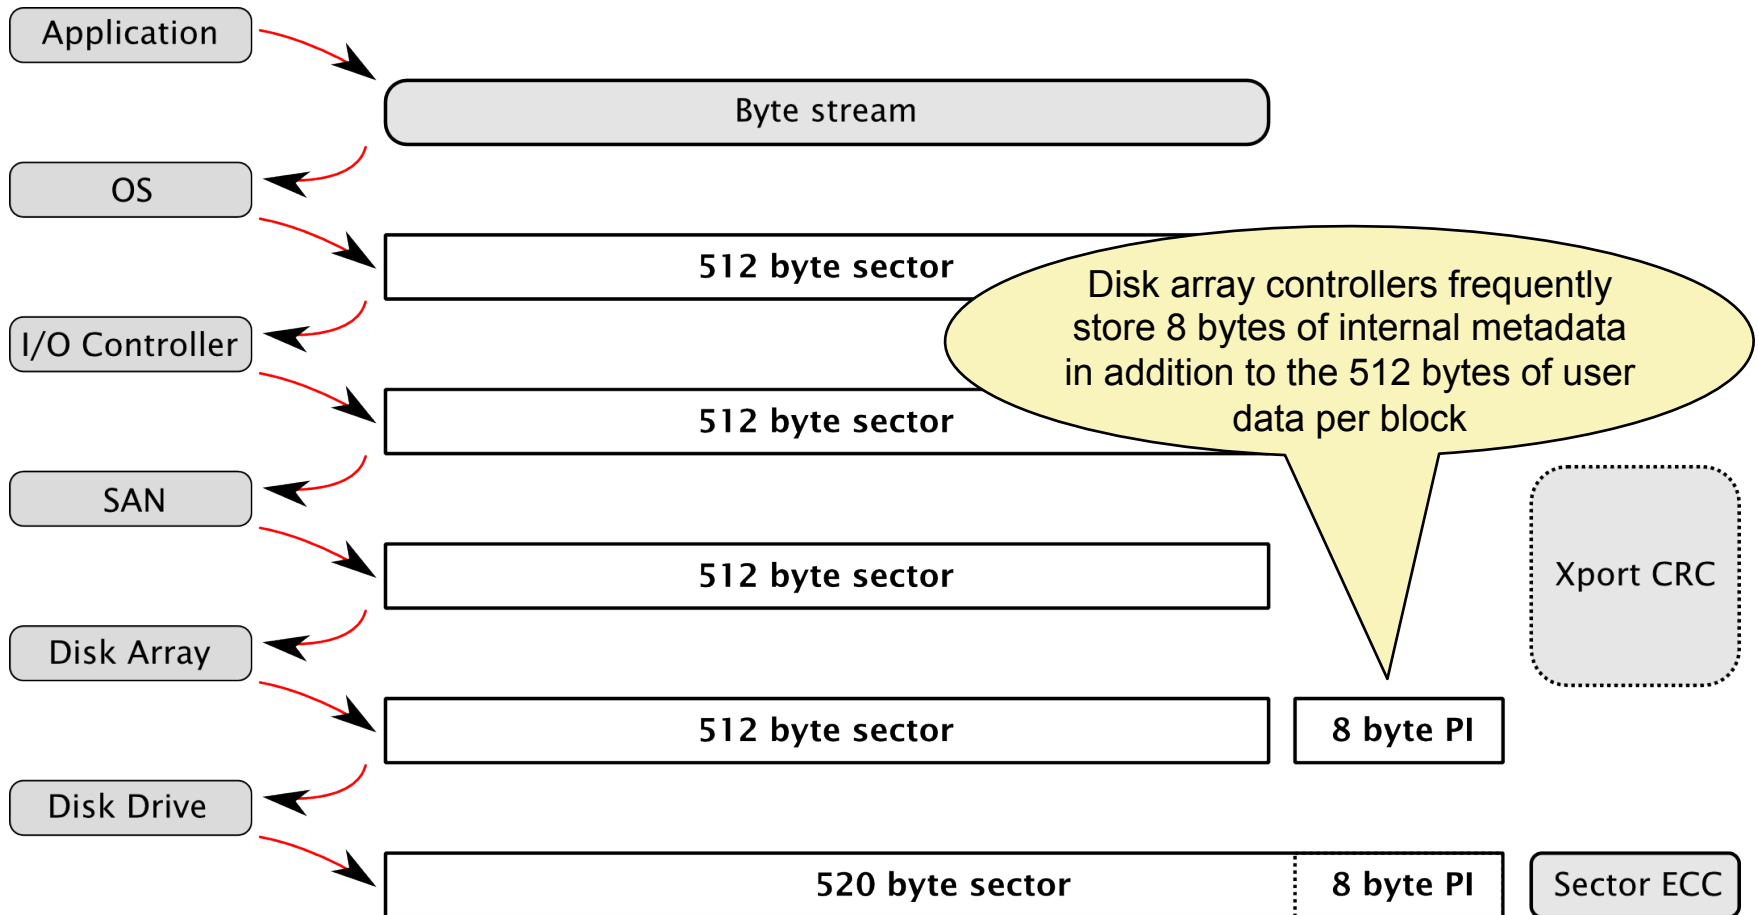 Application
Byte stream
OS
512 byte sector
Disk array controllers frequently
store 8 bytes of internal metadata
in addition to the 512 bytes of user
data per block
I/O Controller
512 byte sector
SAN
512 byte sector
Xport CRC
Disk Array
512 byte sector
8 byte PI
Disk Drive
520 byte sector
8 byte PI
Sector ECC